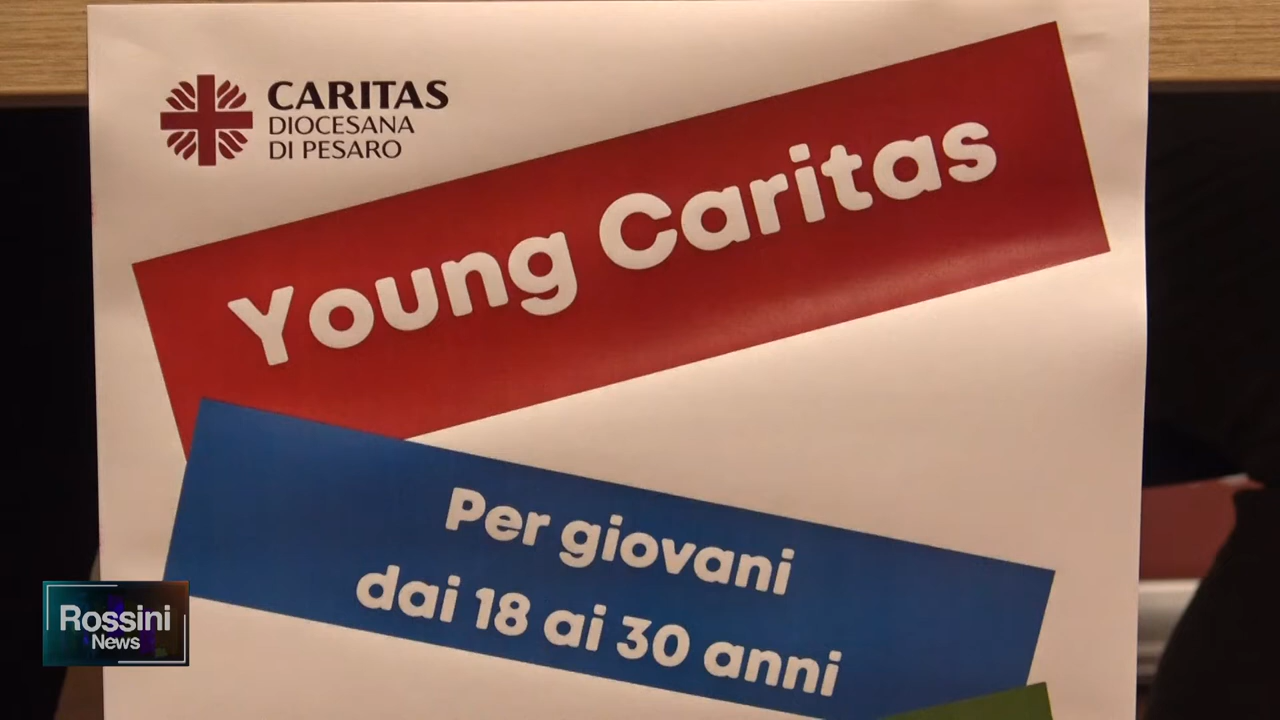 CARITAS
DIOCESANA
DI PESARO
Young Caritas
Per giovani
dai 18 ai 30 anni
Rossini
News